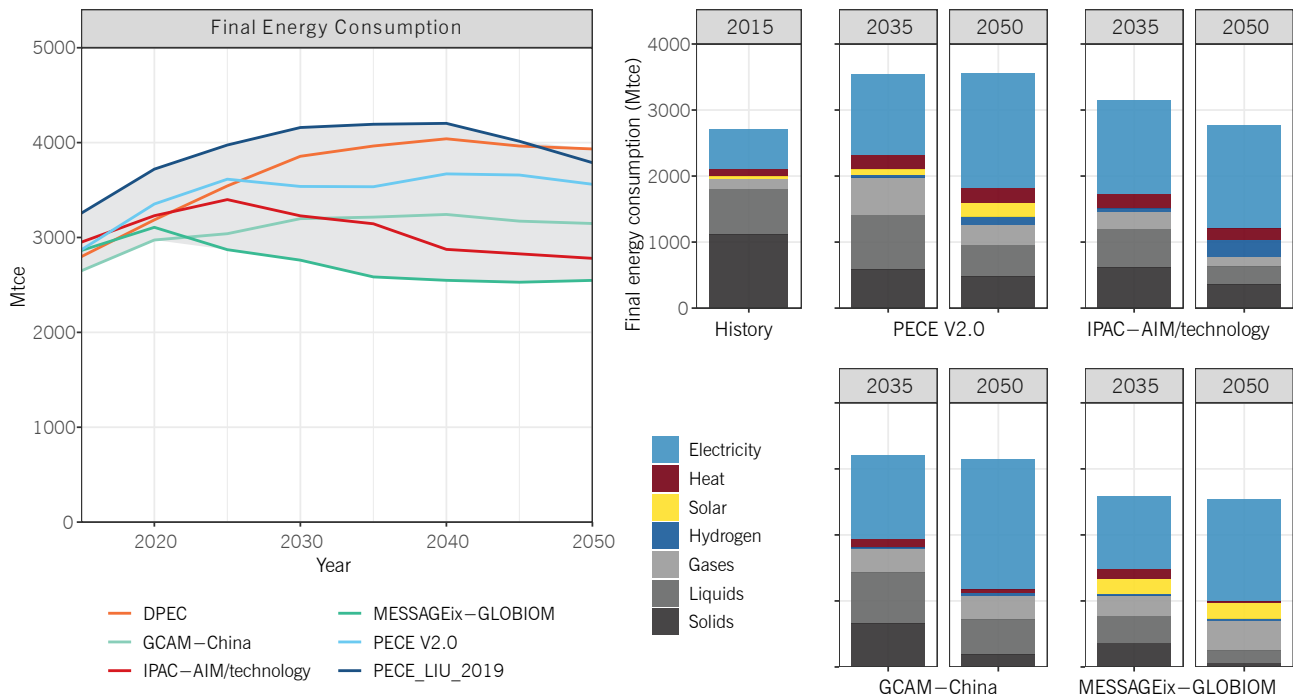 Final Energy Consumption
5000
4000
3000
2000
1000
0
Mtce
2020
2030
2040
2050
Year
DPEC
GCAM–China
IPAC–AIM/technology
MESSAGEix–GLOBIOM
PECE V2.0
PECE_LIU_2019
2015
2035
2050
2035
2050
4000
3000
2000
1000
0
Final energy consumption (Mtce)
History
PECE V2.0
IPAC–AIM/technology
2035
2050
2035
2050
Electricity
Heat
Solar
Hydrogen
Gases
Liquids
Solids
GCAM–China
MESSAGEix–GLOBIOM